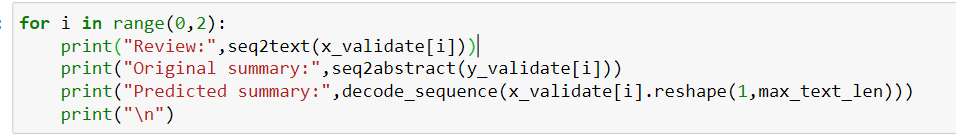 for i in range(0,2):
    print("Review:",seq2text(x_validate[i]))
    print("Original summary:",seq2abstract(y_validate[i]))
    print("Predicted summary:",decode_sequence(x_validate[i].reshape(1,max_text_len)))
    print("\n")